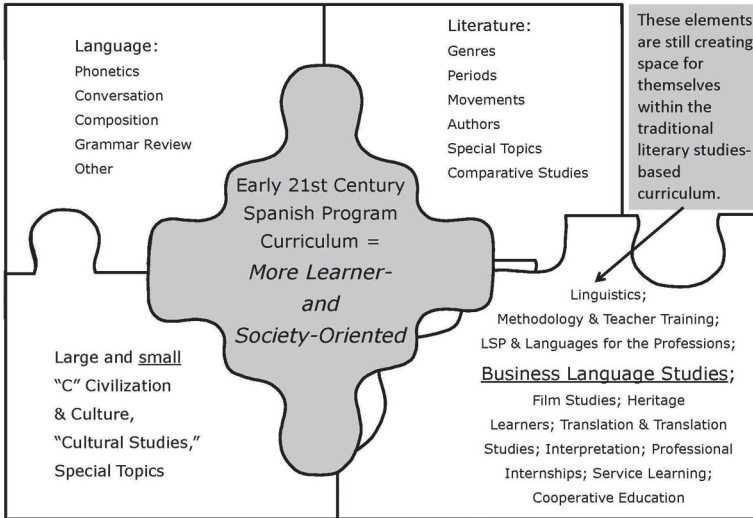 Language:
Phonetics
Conversation
Composition
Grammar Review
Other
Literature:
Genres
Periods
Movements
Authors
Special Topics
Comparative Studies
These elements
are still creating
space for
themselves
within the
traditional
literary studies-
based
curriculum.
Early 21st Century
Spanish Program
Curriculum =
More Learner-
and
Society-Oriented
Large and small
“C” Civilization
& Culture,
“Cultural Studies,”
Special Topics
Linguistics;
Methodology & Teacher Training;
LSP & Languages for the Professions;
Business Language Studies;
Film Studies; Heritage
Learners; Translation & Translation
Studies; Interpretation; Professional
Internships; Service Learning;
Cooperative Education